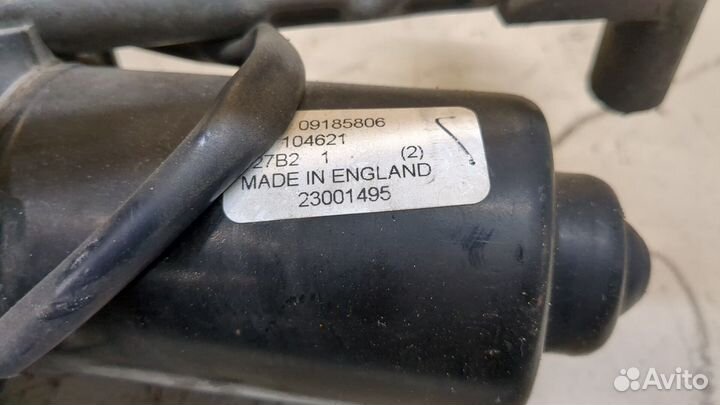 09185806
104621
27B2 1 (2)
MADE IN ENGLAND
23001495
Avito